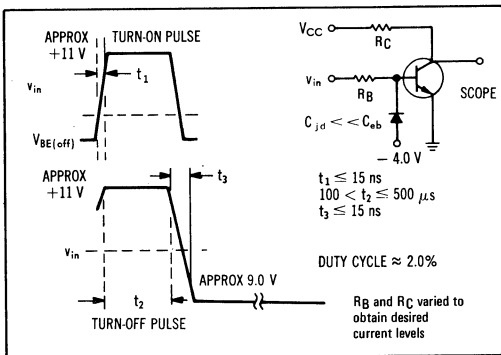 APPROX
+11 V
TURN-ON PULSE
t1
vin
VBE(off)
APPROX
+11 V
t3
vin
APPROX 9.0 V
t2
TURN-OFF PULSE
VCC
RC
vin
RB
SCOPE
Cjd << Ceb
– 4.0 V
t1 ≤ 15 ns
100 < t2 ≤ 500 μs
t3 ≤ 15 ns
DUTY CYCLE ≈ 2.0%
RB and RC varied to
obtain desired
current levels